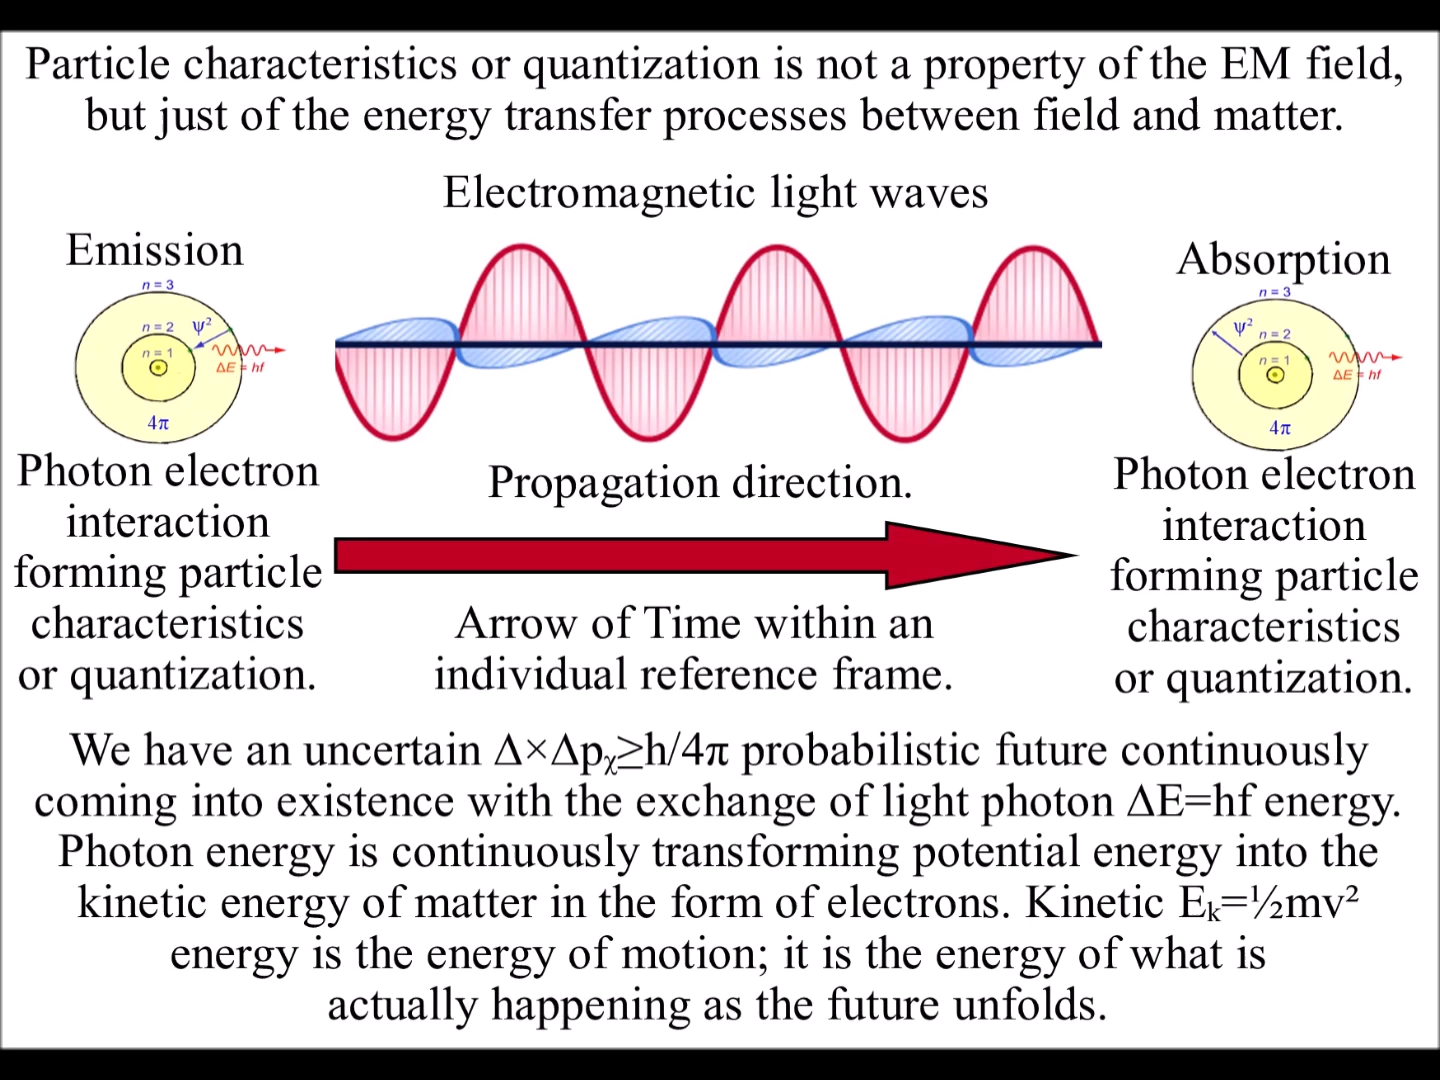 Particle characteristics or quantization is not a property of the EM field,
but just of the energy transfer processes between field and matter.
Electromagnetic light waves
Emission
n = 3
n = 2 ψ²
n = 1
ΔE = hf
4π
Absorption
n = 3
ψ² n = 2
n = 1
ΔE = hf
4π
Photon electron
interaction
forming particle
characteristics
or quantization.
Propagation direction.
Arrow of Time within an
individual reference frame.
Photon electron
interaction
forming particle
characteristics
or quantization.
We have an uncertain Δ×Δpᵪ≥h/4π probabilistic future continuously
coming into existence with the exchange of light photon ΔE=hf energy.
Photon energy is continuously transforming potential energy into the
kinetic energy of matter in the form of electrons. Kinetic Eₖ=½mv²
energy is the energy of motion; it is the energy of what is
actually happening as the future unfolds.